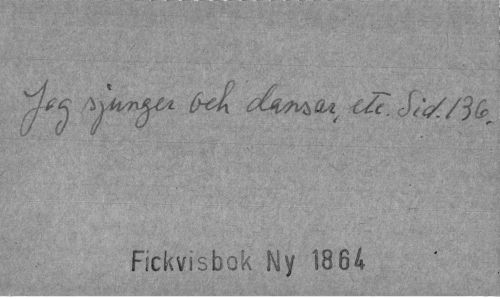 Jag sjunger och dansar, etc. Sid. 136.
Fickvisbok Ny 1864